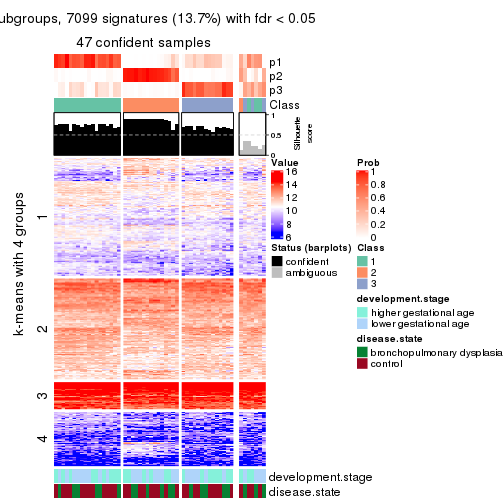 ubgroups, 7099 signatures (13.7%) with fdr < 0.05
47 confident samples
p1
p2
p3
Class
1
0.5
0
Silhouette
score
k-means with 4 groups
1
2
3
4
Value
16
14
12
10
8
6
Prob
1
0.8
0.6
0.4
0.2
0
Status (barplots)
confident
ambiguous
Class
1
2
3
development.stage
higher gestational age
lower gestational age
disease.state
bronchopulmonary dysplasia
control
development.stage
disease.state